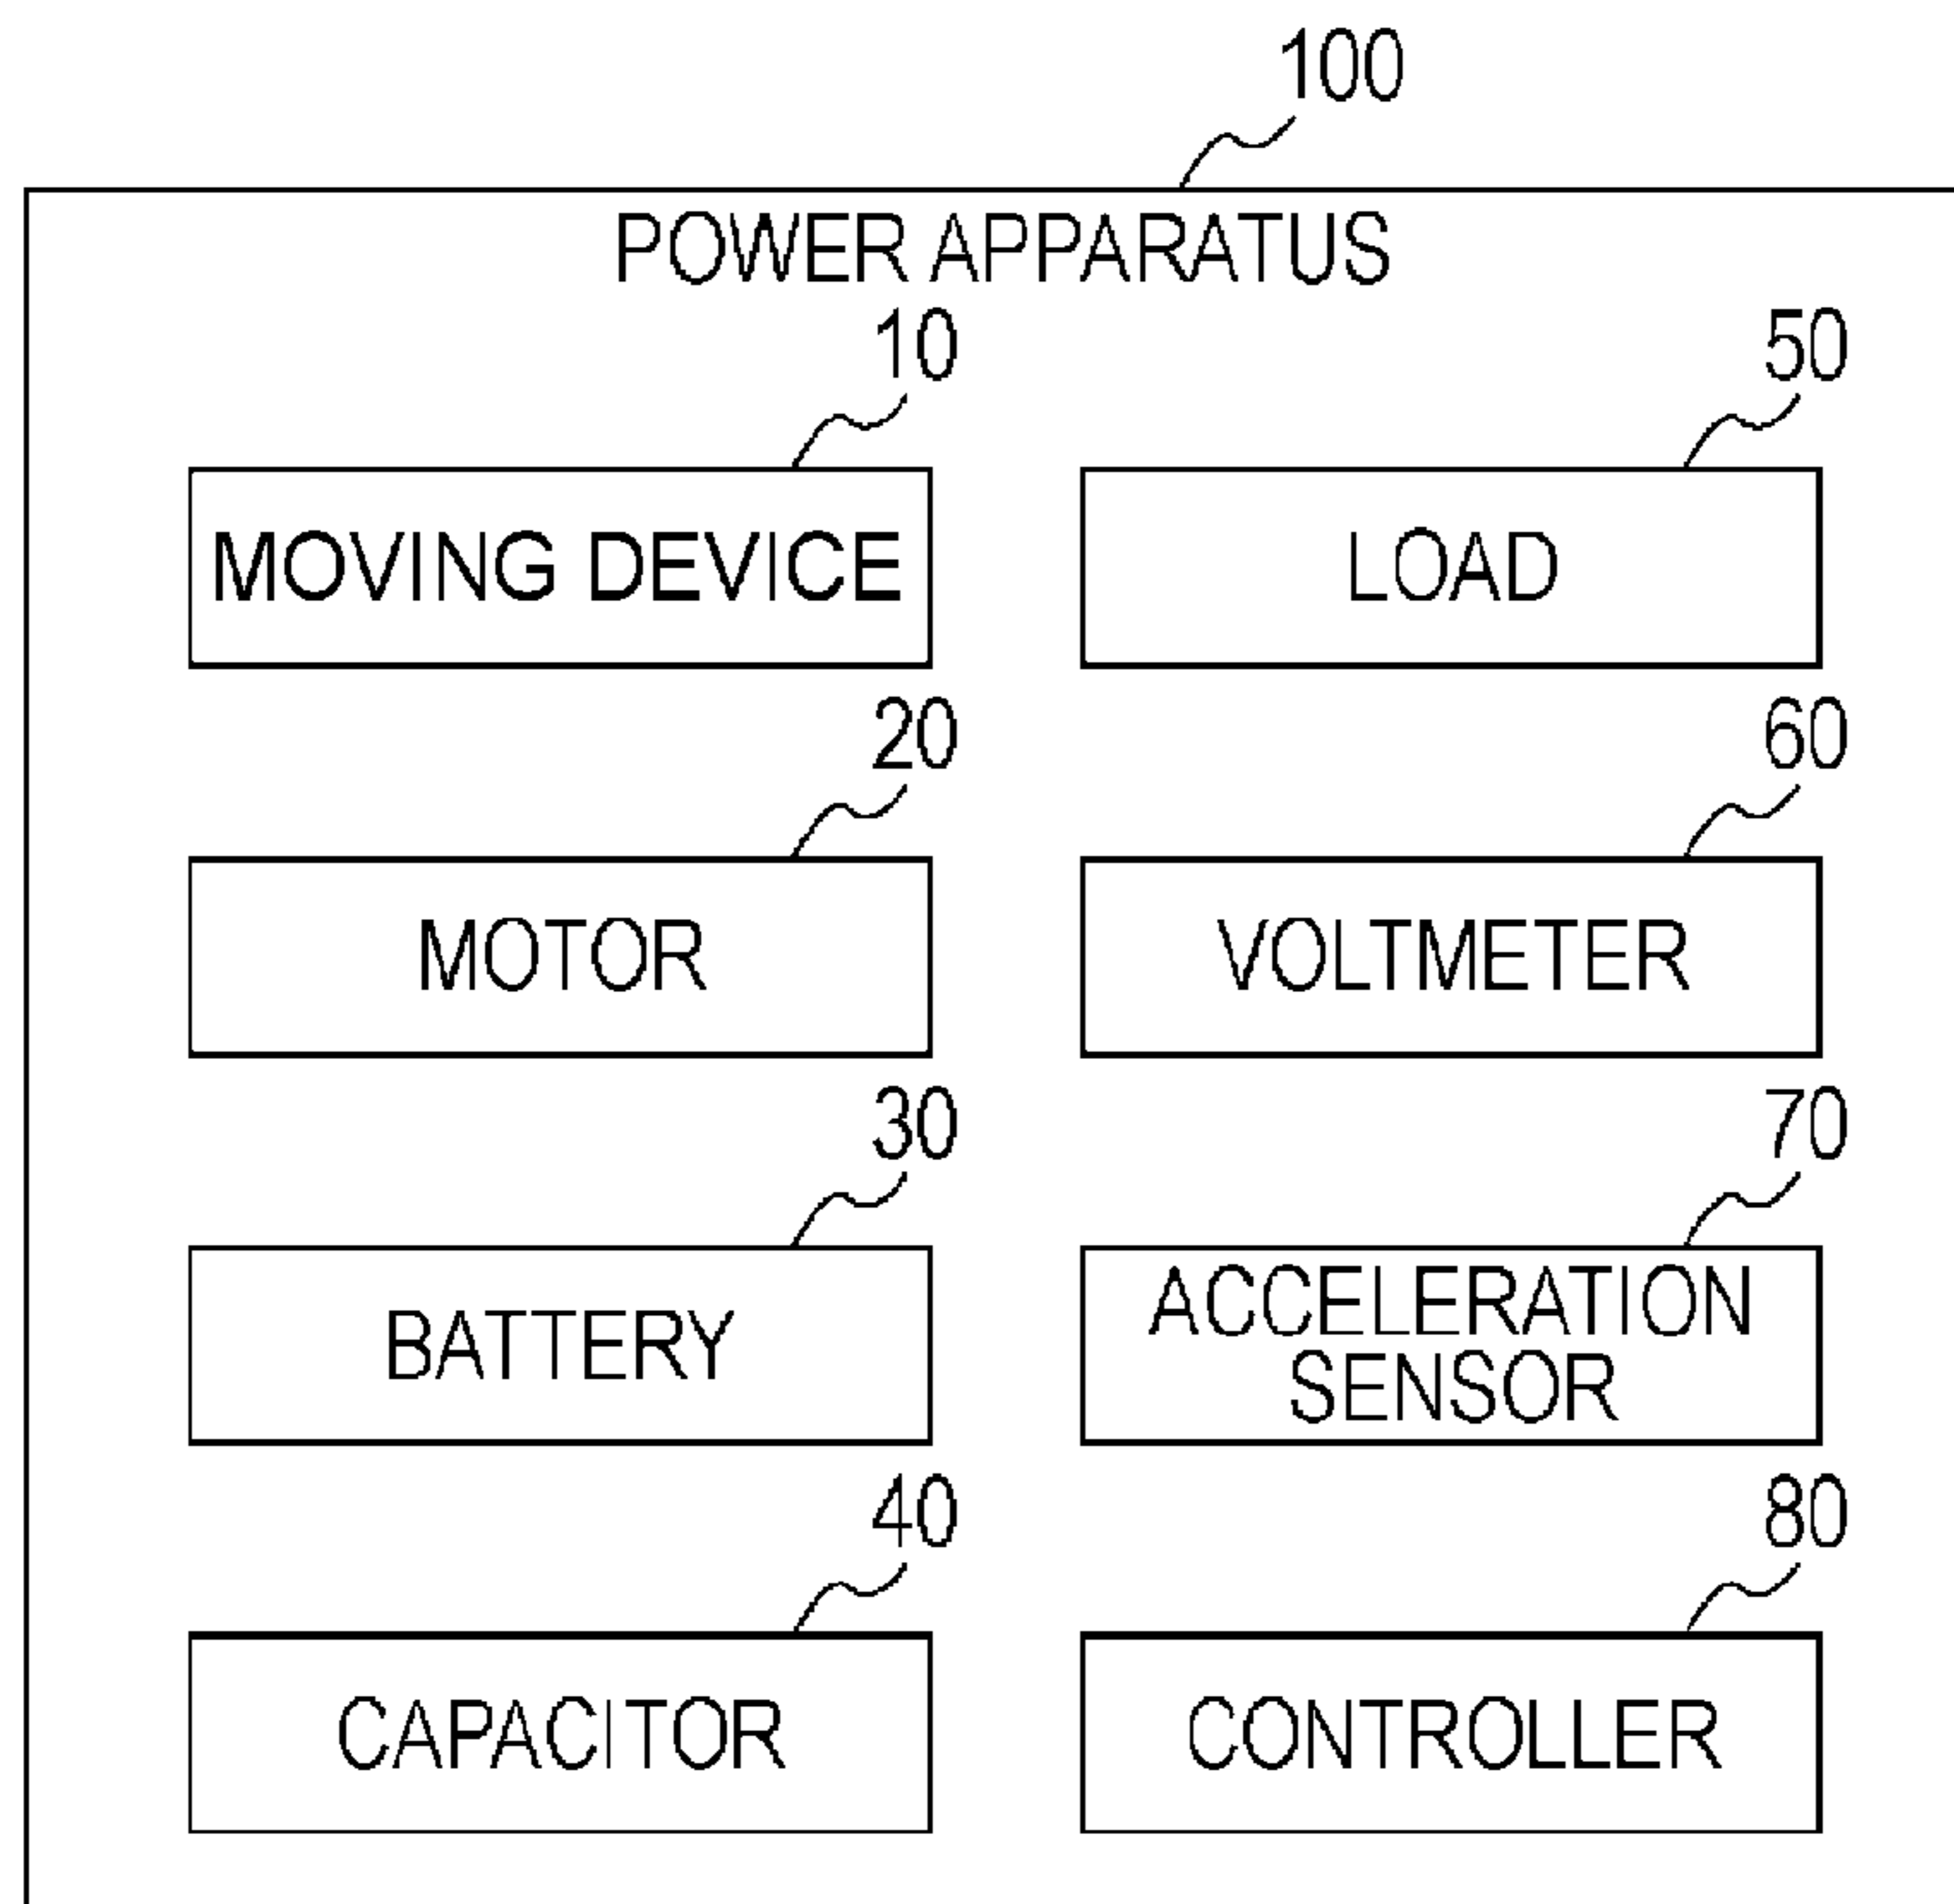 100
POWER APPARATUS
10
50
MOVING DEVICE
LOAD
20
60
MOTOR
VOLTMETER
30
70
BATTERY
ACCELERATION
SENSOR
40
80
CAPACITOR
CONTROLLER